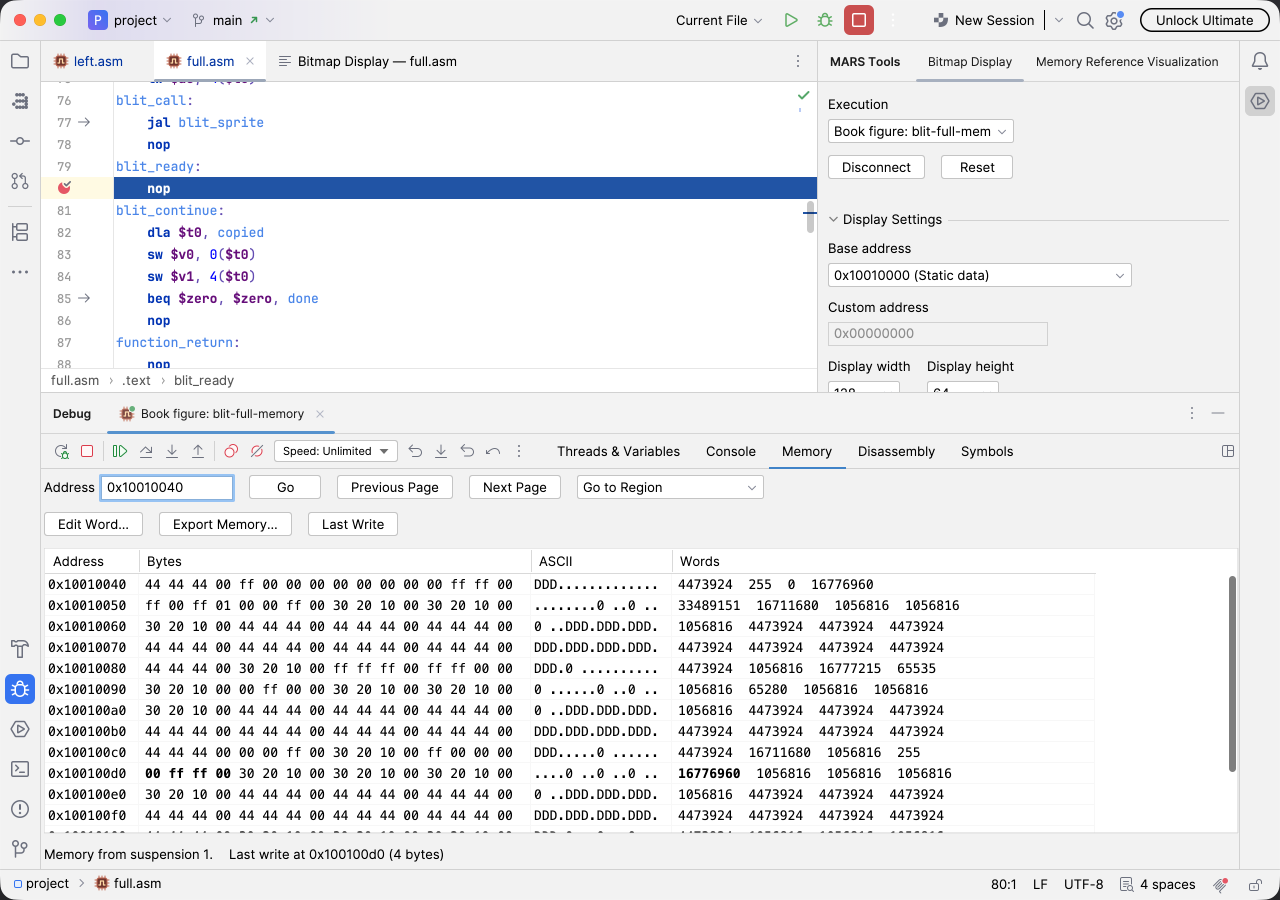 P project main Current File New Session Unlock Ultimate
left.asm full.asm Bitmap Display — full.asm
MARS Tools Bitmap Display Memory Reference Visualization
76 blit_call:
77 jal blit_sprite
78 nop
79 blit_ready:
nop
81 blit_continue:
82 dla $t0, copied
83 sw $v0, 0($t0)
84 sw $v1, 4($t0)
85 beq $zero, $zero, done
86 nop
87 function_return:
88 nop
full.asm › .text › blit_ready
Execution
Book figure: blit-full-mem
Disconnect Reset
Display Settings
Base address
0x10010000 (Static data)
Custom address
0x00000000
Display width Display height
128 64
Debug Book figure: blit-full-memory
Speed: Unlimited Threads & Variables Console Memory Disassembly Symbols
Address 0x10010040 Go Previous Page Next Page Go to Region
Edit Word... Export Memory... Last Write
Address Bytes ASCII Words
0x10010040 44 44 44 00 ff 00 00 00 00 00 00 00 00 ff ff 00 DDD............. 4473924 255 0 16776960
0x10010050 ff 00 ff 01 00 00 ff 00 30 20 10 00 30 20 10 00 ........0 ..0 .. 33489151 16711680 1056816 1056816
0x10010060 30 20 10 00 44 44 44 00 44 44 44 00 44 44 44 00 0 ..DDD.DDD.DDD. 1056816 4473924 4473924 4473924
0x10010070 44 44 44 00 44 44 44 00 44 44 44 00 44 44 44 00 DDD.DDD.DDD.DDD. 4473924 4473924 4473924 4473924
0x10010080 44 44 44 00 30 20 10 00 ff ff ff 00 ff ff 00 00 DDD.0 .......... 4473924 1056816 16777215 65535
0x10010090 30 20 10 00 00 ff 00 00 30 20 10 00 30 20 10 00 0 ......0 ..0 .. 1056816 65280 1056816 1056816
0x100100a0 30 20 10 00 44 44 44 00 44 44 44 00 44 44 44 00 0 ..DDD.DDD.DDD. 1056816 4473924 4473924 4473924
0x100100b0 44 44 44 00 44 44 44 00 44 44 44 00 44 44 44 00 DDD.DDD.DDD.DDD. 4473924 4473924 4473924 4473924
0x100100c0 44 44 44 00 00 00 ff 00 30 20 10 00 ff 00 00 00 DDD.....0 ...... 4473924 16711680 1056816 255
0x100100d0 00 ff ff 00 30 20 10 00 30 20 10 00 30 20 10 00 ....0 ..0 ..0 .. 16776960 1056816 1056816 1056816
0x100100e0 30 20 10 00 44 44 44 00 44 44 44 00 44 44 44 00 0 ..DDD.DDD.DDD. 1056816 4473924 4473924 4473924
0x100100f0 44 44 44 00 44 44 44 00 44 44 44 00 44 44 44 00 DDD.DDD.DDD.DDD. 4473924 4473924 4473924 4473924
Memory from suspension 1. Last write at 0x100100d0 (4 bytes)
project › full.asm 80:1 LF UTF-8 4 spaces